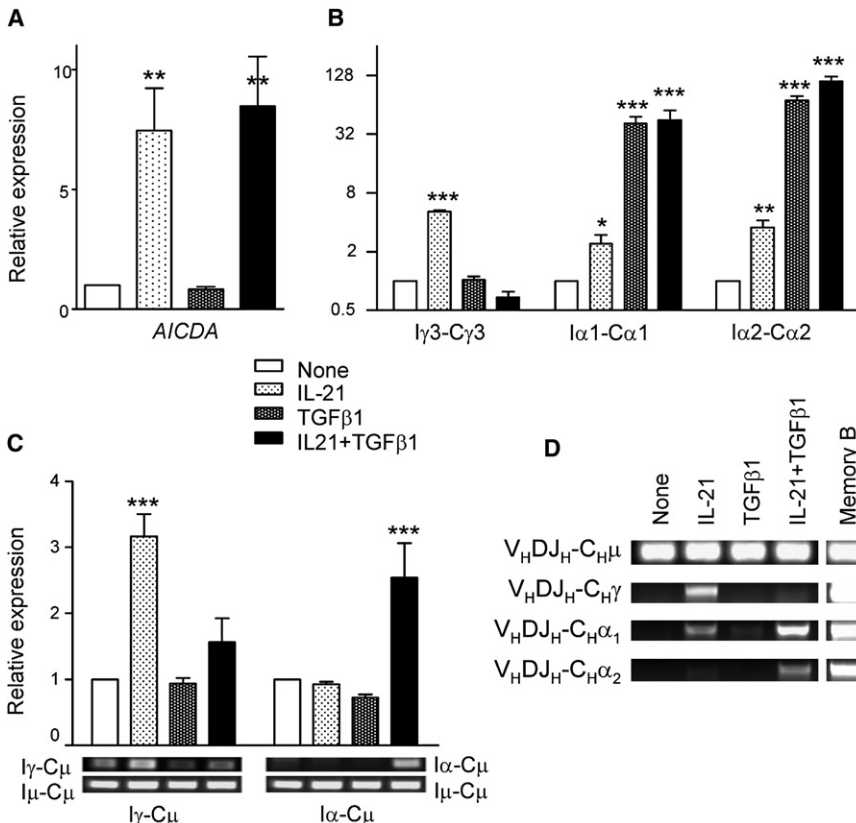 A
Relative expression
10
5
0
**
**
AICDA
B
128
32
8
2
0.5
***
*
***
***
**
***
***
Iγ3-Cγ3
Iα1-Cα1
Iα2-Cα2
None
IL-21
TGFβ1
IL21+TGFβ1
C
Relative expression
4
3
2
1
0
***
***
Iγ-Cμ
Iμ-Cμ
Iα-Cμ
Iμ-Cμ
Iγ-Cμ
Iα-Cμ
D
None
IL-21
TGFβ1
IL-21+TGFβ1
Memory B
VHDJH-CHμ
VHDJH-CHγ
VHDJH-CHα1
VHDJH-CHα2